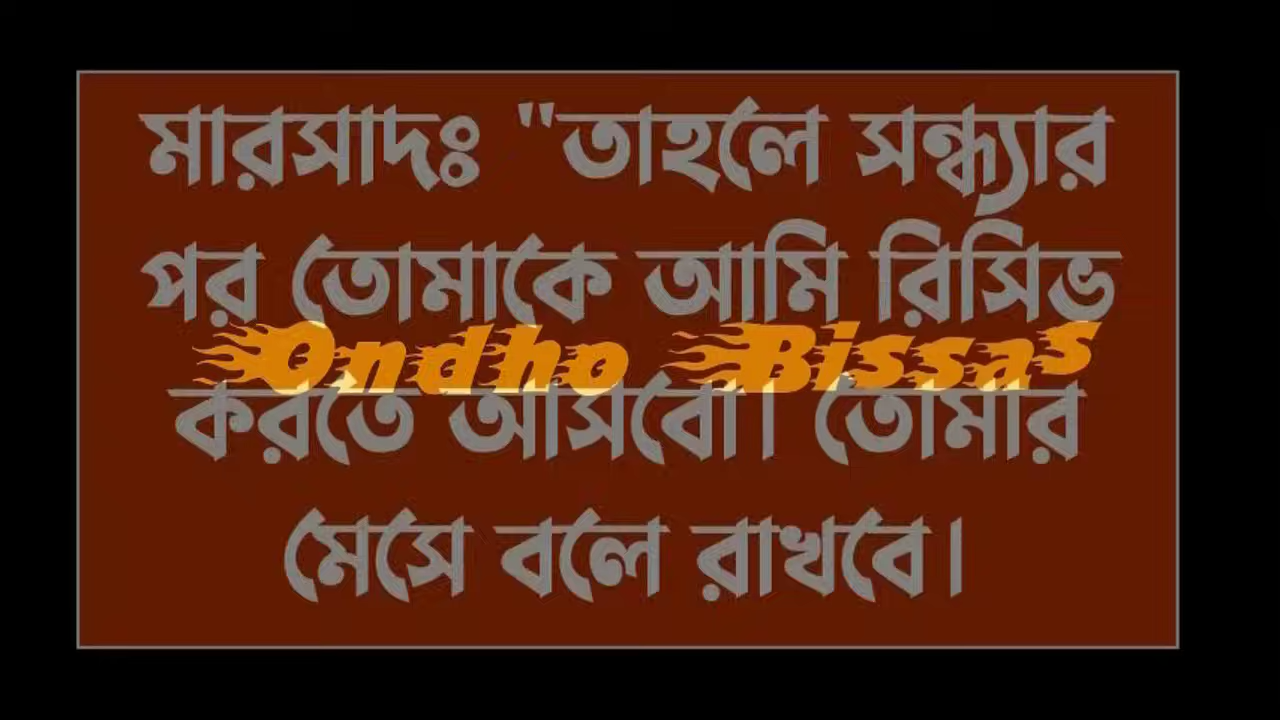 মারসাদঃ "তাহলে সন্ধ্যার
পর তোমাকে আমি রিসিভ
Ondho Bissas
করতে আসবো। তোমার
মেসে বলে রাখবে।